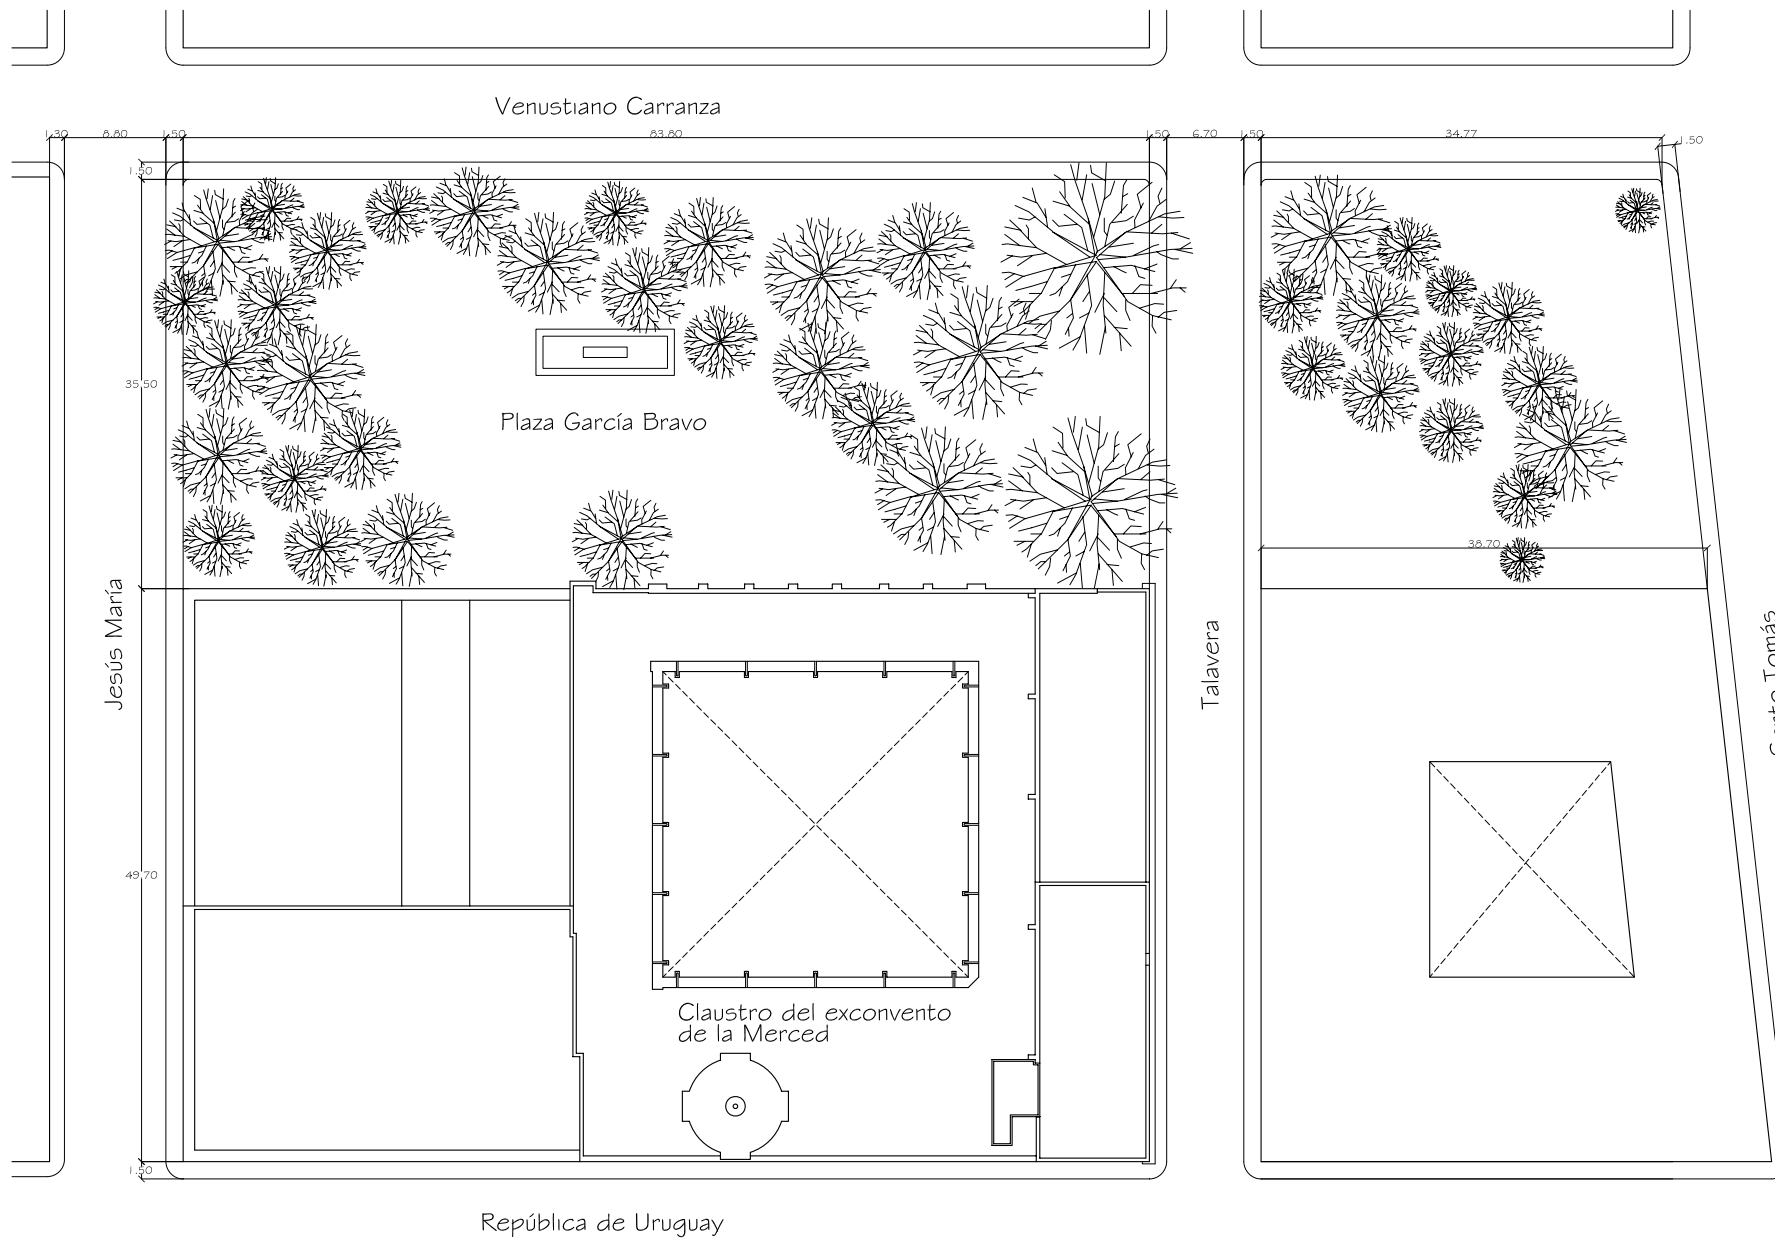 Venustiano Carranza
1.30
8.80
1.50
83.80
1.50
6.70
1.50
34.77
1.50
1.50
35.50
Plaza García Bravo
38.70
Jesús María
Talavera
Tomás
49.70
Claustro del exconvento
de la Merced
1.50
República de Uruguay